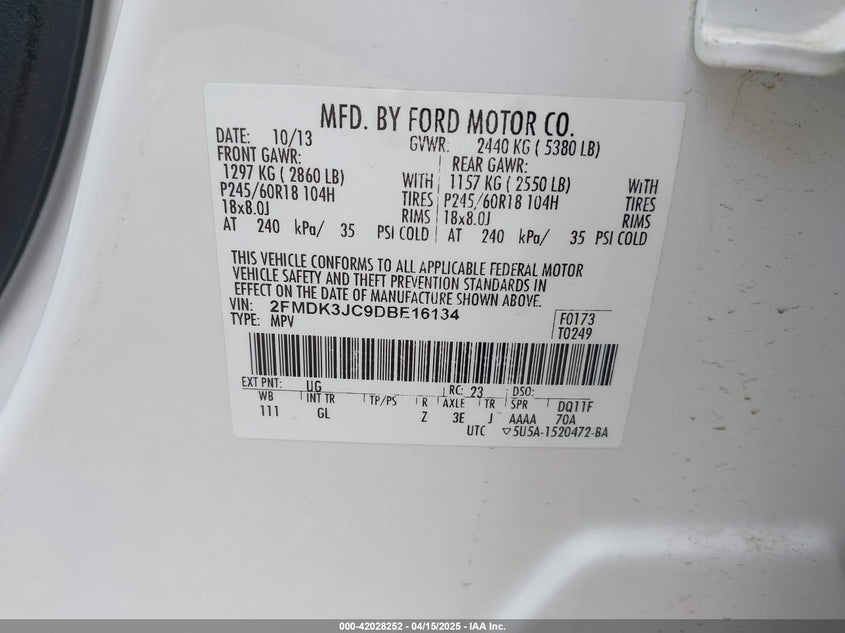 MFD. BY FORD MOTOR CO.
DATE: 10/13 GVWR: 2440 KG ( 5380 LB)
FRONT GAWR: REAR GAWR:
1297 KG ( 2860 LB) WITH 1157 KG ( 2550 LB) WITH
P245/60R18 104H TIRES P245/60R18 104H TIRES
18x8.0J RIMS 18x8.0J RIMS
AT 240 kPa/ 35 PSI COLD AT 240 kPa/ 35 PSI COLD
THIS VEHICLE CONFORMS TO ALL APPLICABLE FEDERAL MOTOR
VEHICLE SAFETY AND THEFT PREVENTION STANDARDS IN
EFFECT ON THE DATE OF MANUFACTURE SHOWN ABOVE.
VIN: 2FMDK3JC9DBE16134 F0173
TYPE: MPV T0249
EXT PNT: UG RC: 23 DSO:
WB INT TR TP/PS R AXLE TR SPR DQ11F
111 GL Z 3E J AAAA 70A
UTC ▽5U5A-1520472-BA
000-42028252 - 04/15/2025 - IAA Inc.